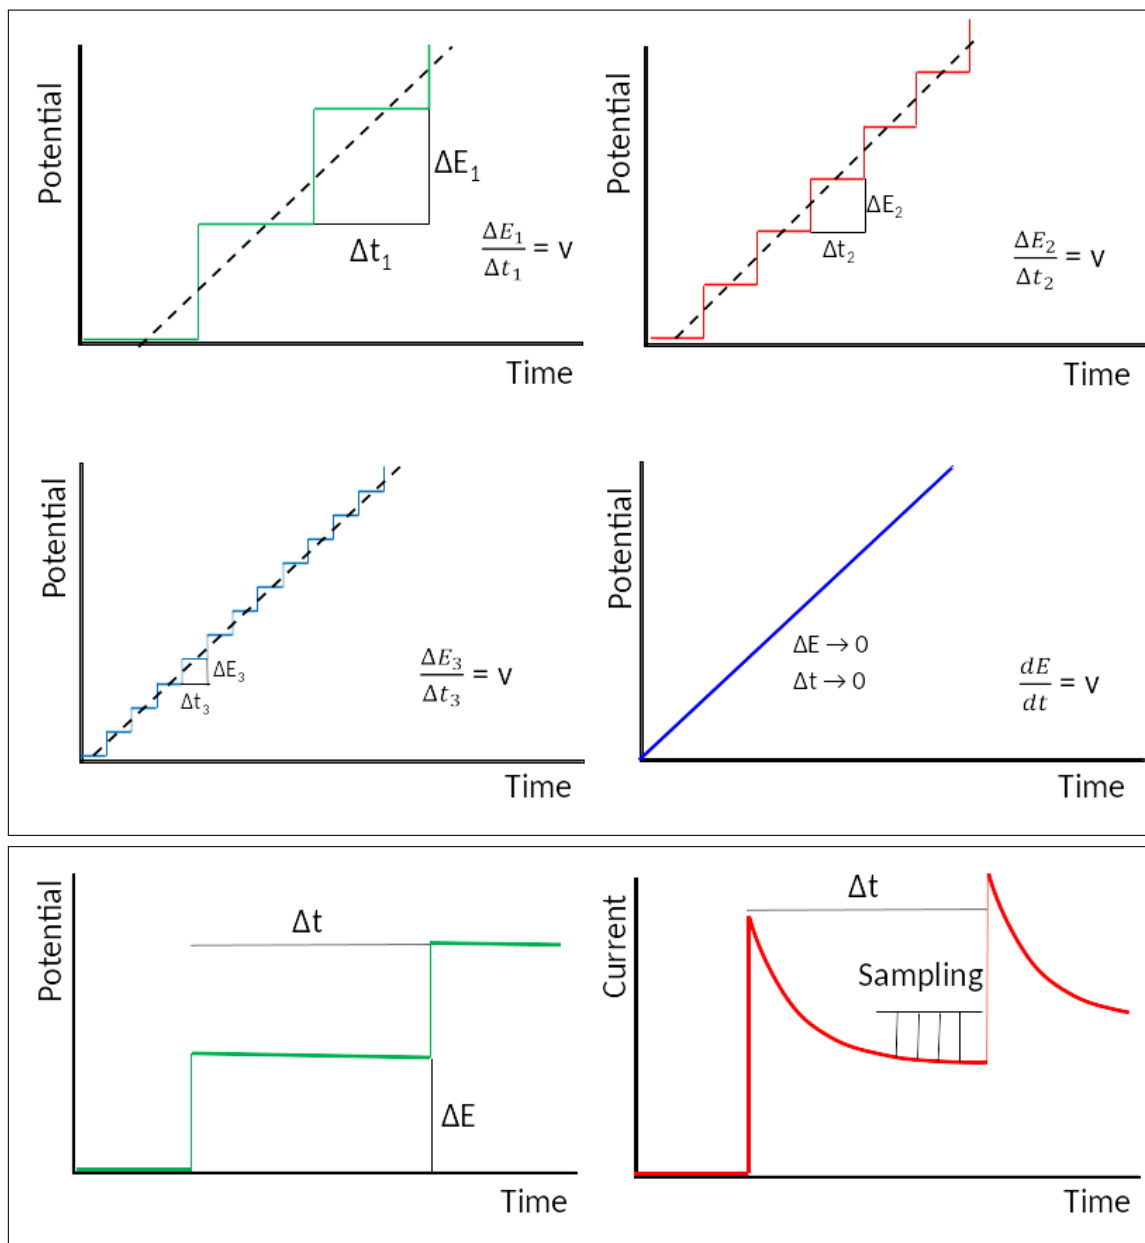 Potential
ΔE₁
Δt₁
ΔE₁/Δt₁ = v
Time
Potential
ΔE₂
Δt₂
ΔE₂/Δt₂ = v
Time
Potential
ΔE₃
Δt₃
ΔE₃/Δt₃ = v
Time
Potential
ΔE → 0
Δt → 0
dE/dt = v
Time
Potential
Δt
ΔE
Time
Current
Δt
Sampling
Time